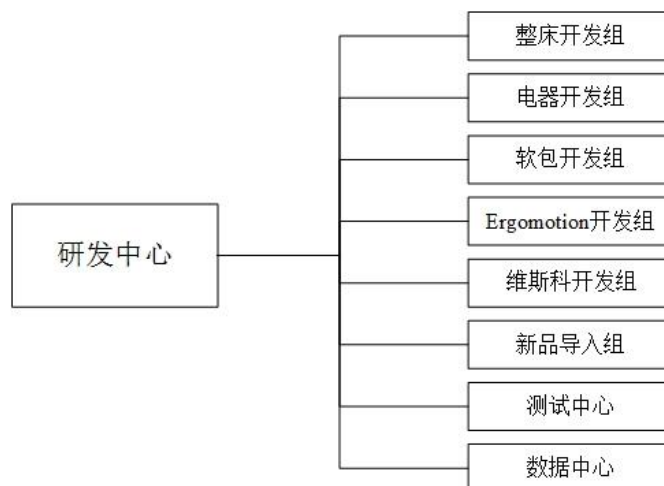 整床开发组
电器开发组
软包开发组
研发中心
Ergomotion开发组
维斯科开发组
新品导入组
测试中心
数据中心